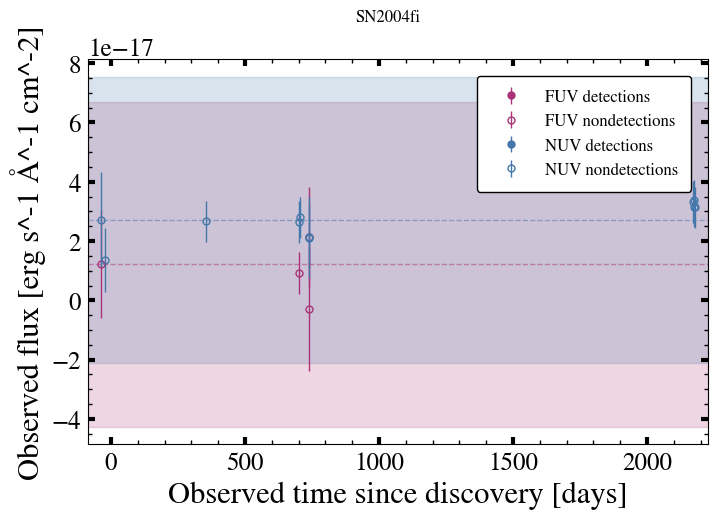 SN2004fi
1e−17
8
6
4
2
0
−2
−4
Observed flux [erg s^-1 Å^-1 cm^-2]
FUV detections
FUV nondetections
NUV detections
NUV nondetections
0 500 1000 1500 2000
Observed time since discovery [days]